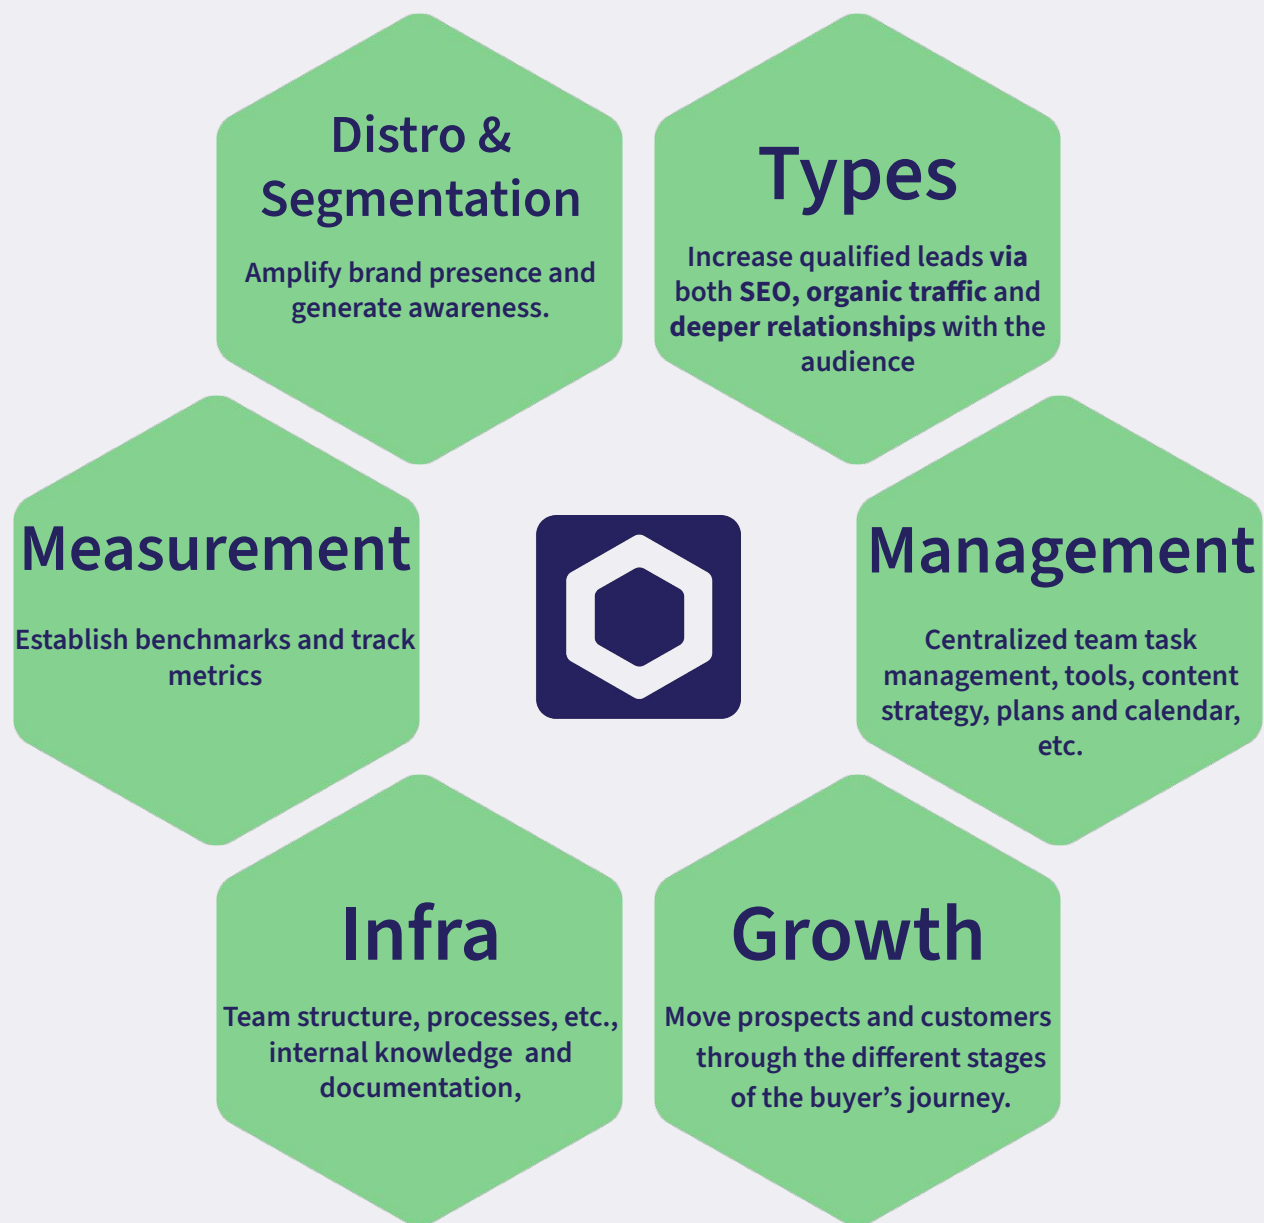 Distro &
Segmentation
Amplify brand presence and
generate awareness.
Types
Increase qualified leads via
both SEO, organic traffic and
deeper relationships with the
audience
Measurement
Establish benchmarks and track
metrics
Management
Centralized team task
management, tools, content
strategy, plans and calendar,
etc.
Infra
Team structure, processes, etc.,
internal knowledge  and
documentation,
Growth
Move prospects and customers
through the different stages
of the buyer’s journey.